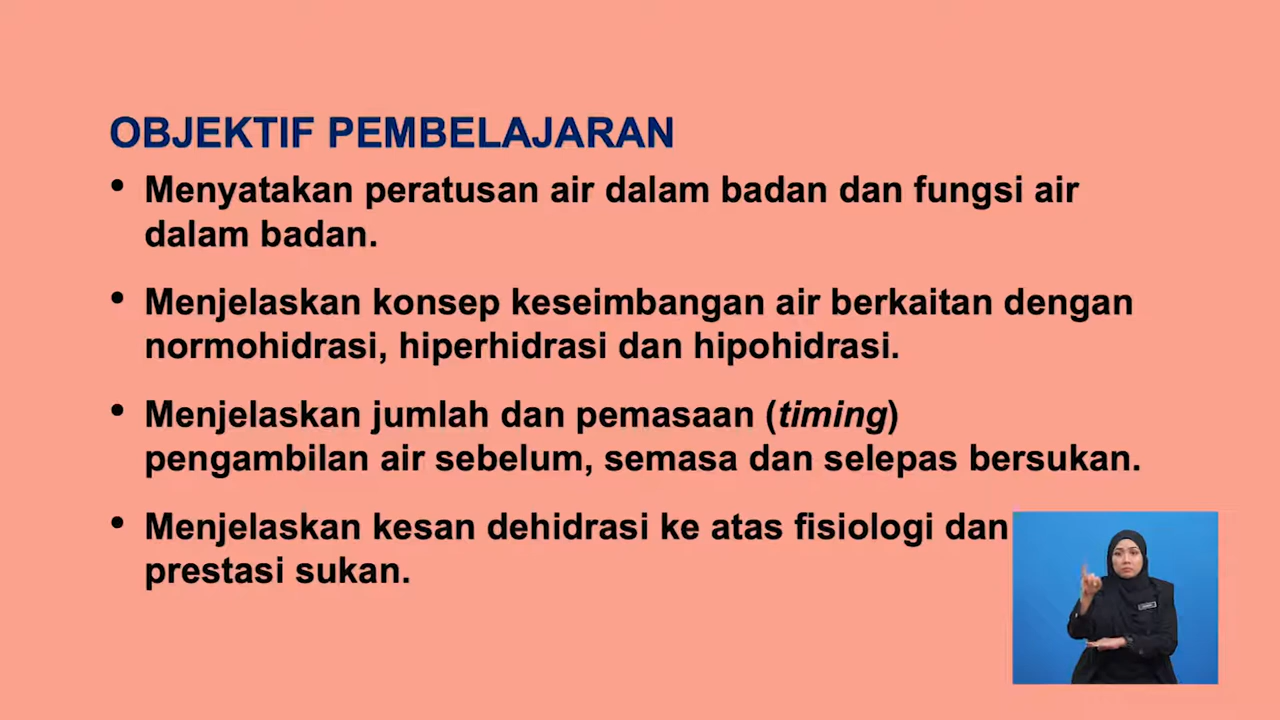 OBJEKTIF PEMBELAJARAN
• Menyatakan peratusan air dalam badan dan fungsi air
dalam badan.
• Menjelaskan konsep keseimbangan air berkaitan dengan
normohidrasi, hiperhidrasi dan hipohidrasi.
• Menjelaskan jumlah dan pemasaan (timing)
pengambilan air sebelum, semasa dan selepas bersukan.
• Menjelaskan kesan dehidrasi ke atas fisiologi dan
prestasi sukan.